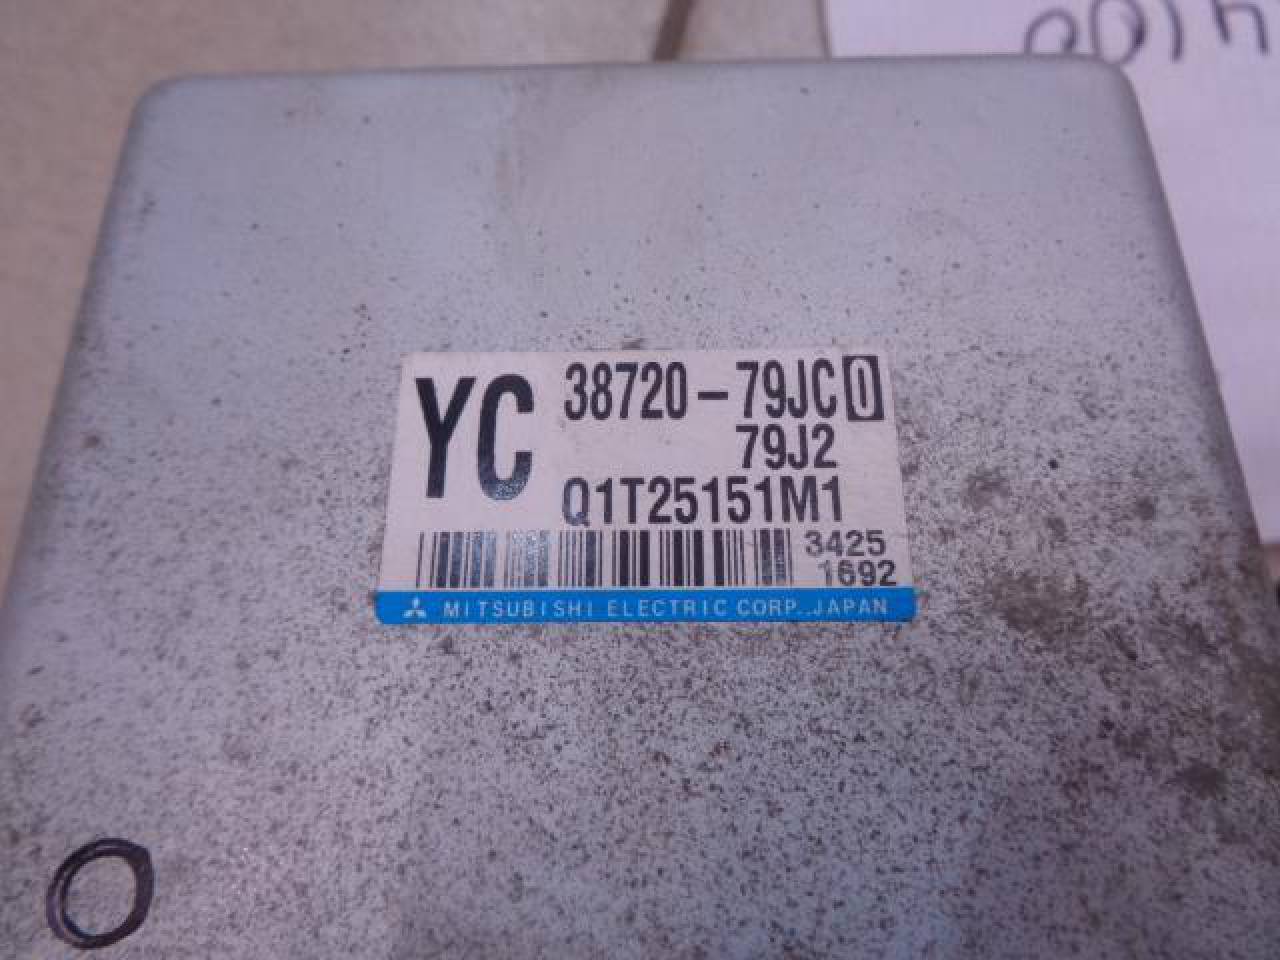 YC
38720-79JC0
79J2
Q1T25151M1
3425
1692
MITSUBISHI ELECTRIC CORP. JAPAN
O